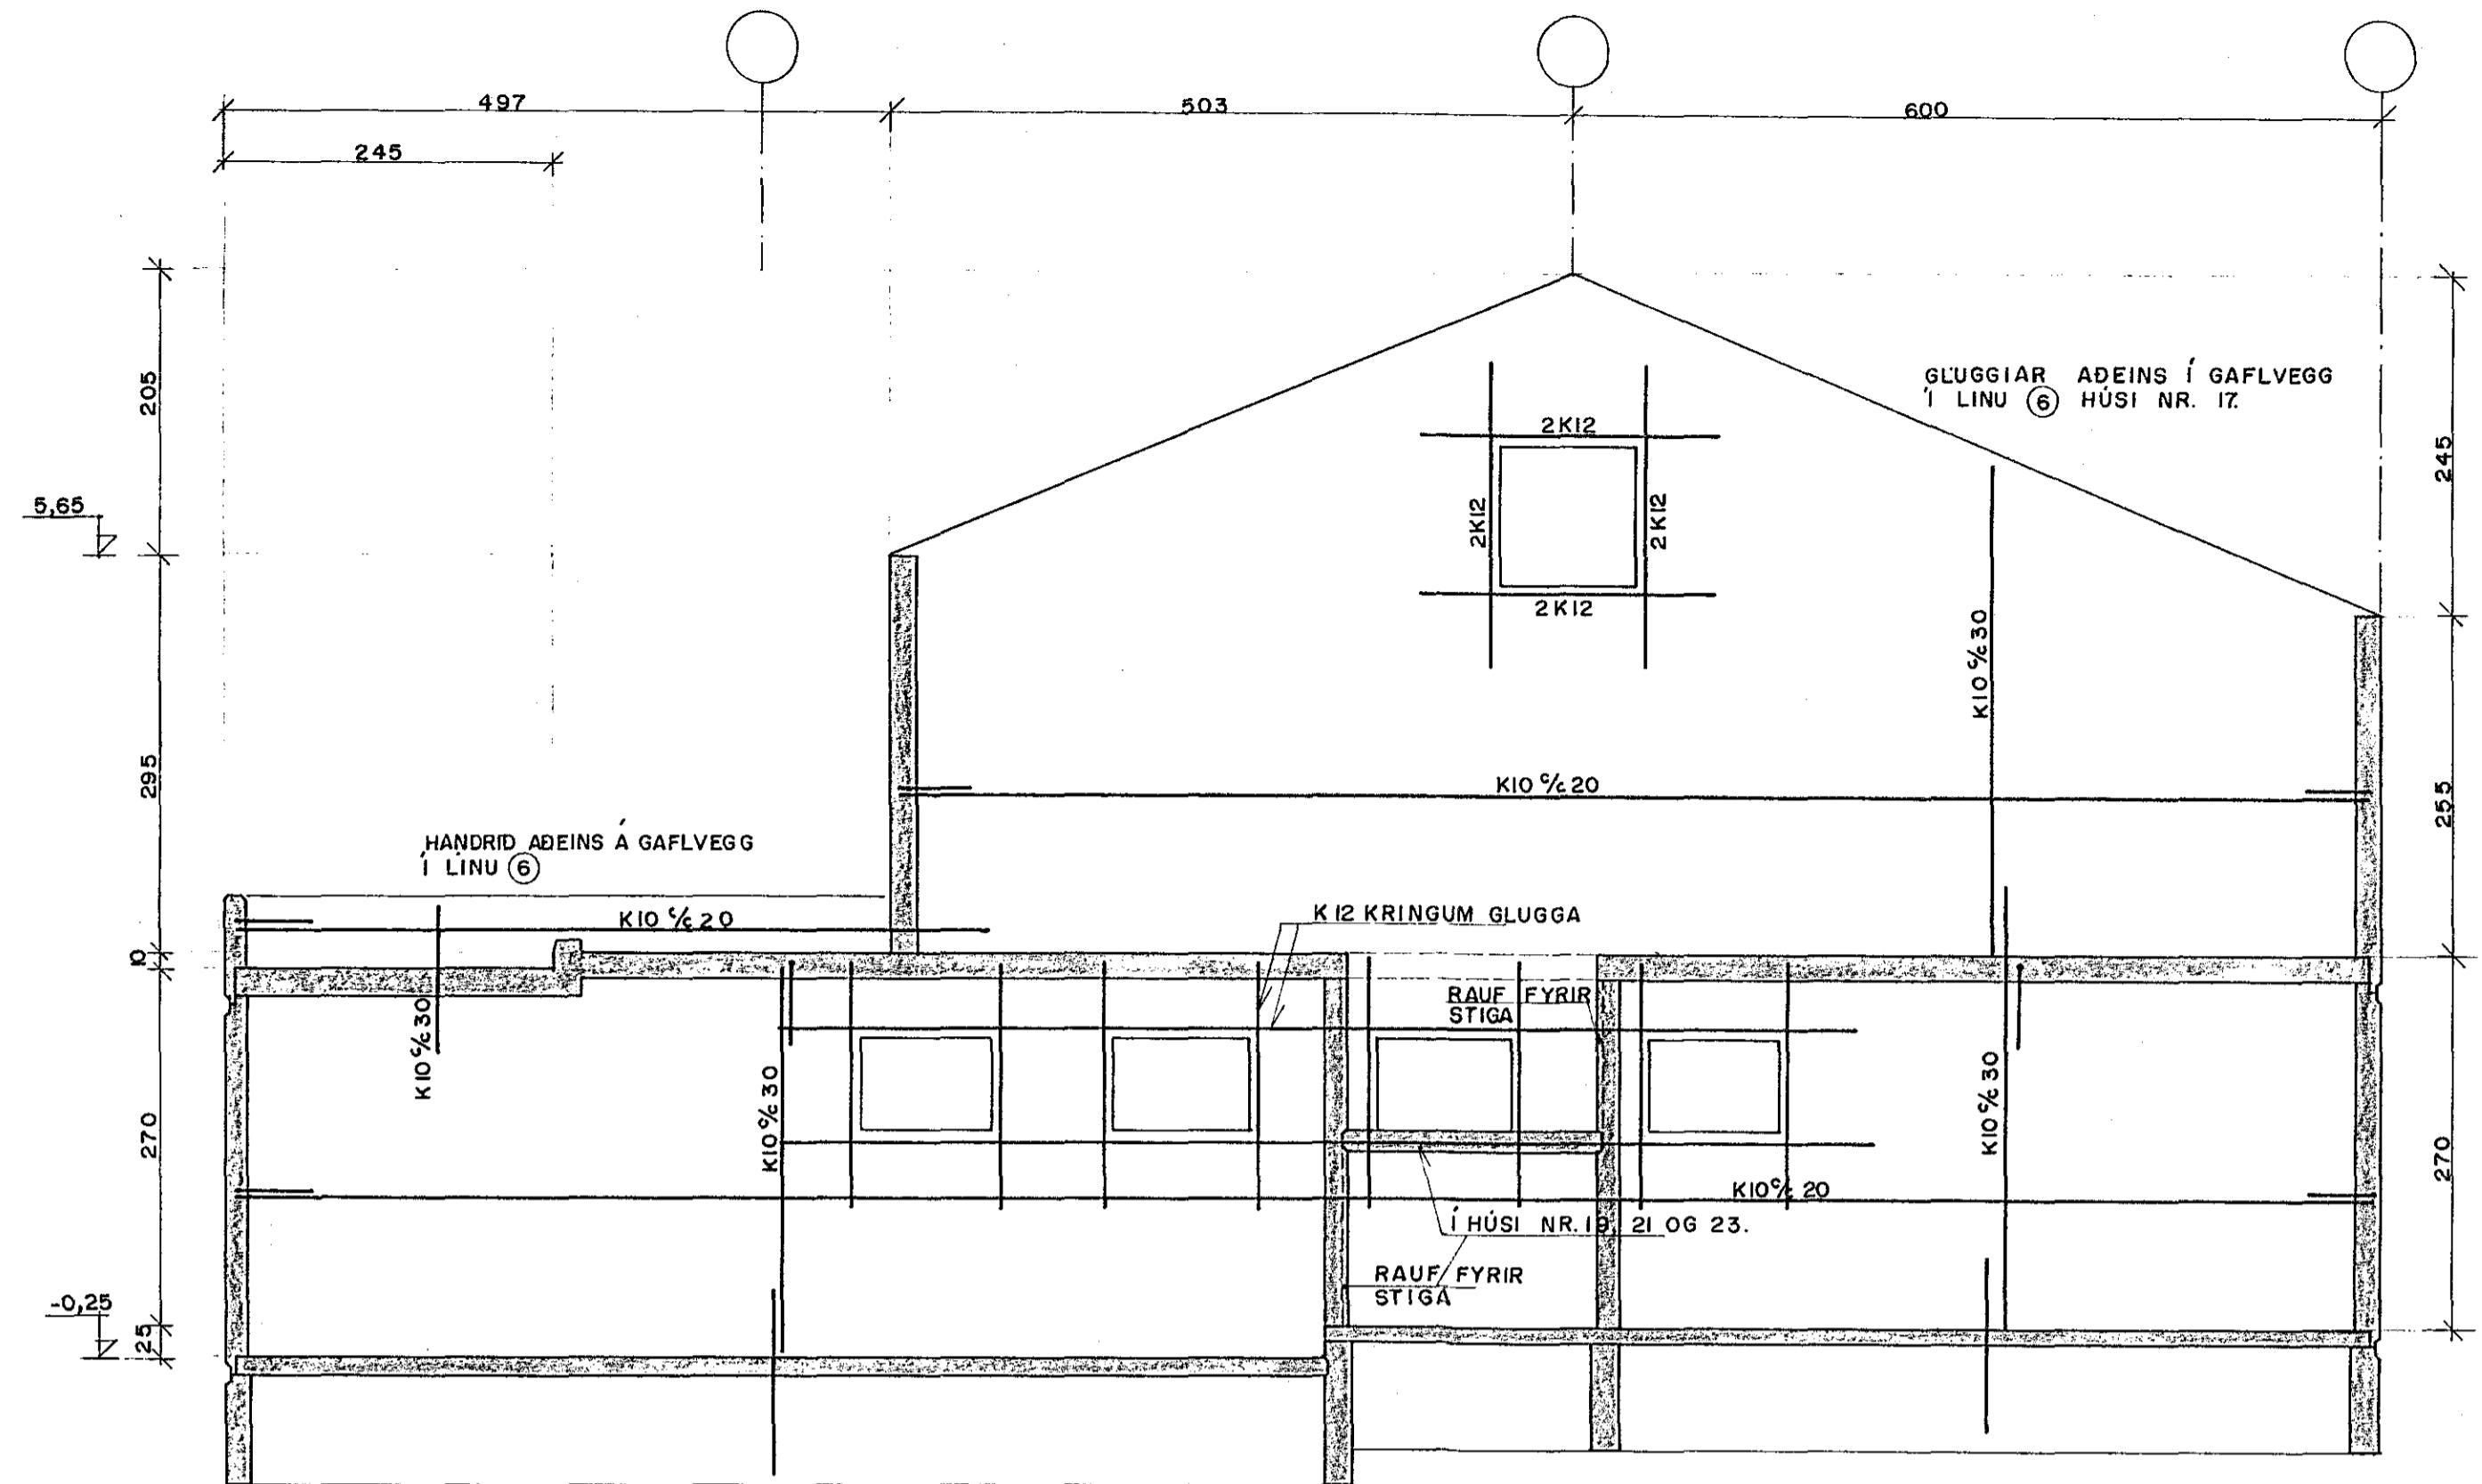 497
503
600
245
205
5,65
295
10
270
-0,25
25
245
255
270
GLUGGIAR AÐEINS Í GAFLVEGG
Í LINU 6 HÚSI NR. 17.
2K12
2K12
2K12
2K12
K10 c/c 30
K10 c/c 20
HANDRIÐ AÐEINS Á GAFLVEGG
Í LÍNU 6
K10 c/c 20
K12 KRINGUM GLUGGA
RAUF FYRIR
STIGA
K10 c/c 30
K10 c/c 30
K10 c/c 30
K10 c/c 20
Í HÚSI NR. 19, 21 OG 23.
RAUF FYRIR
STIGA